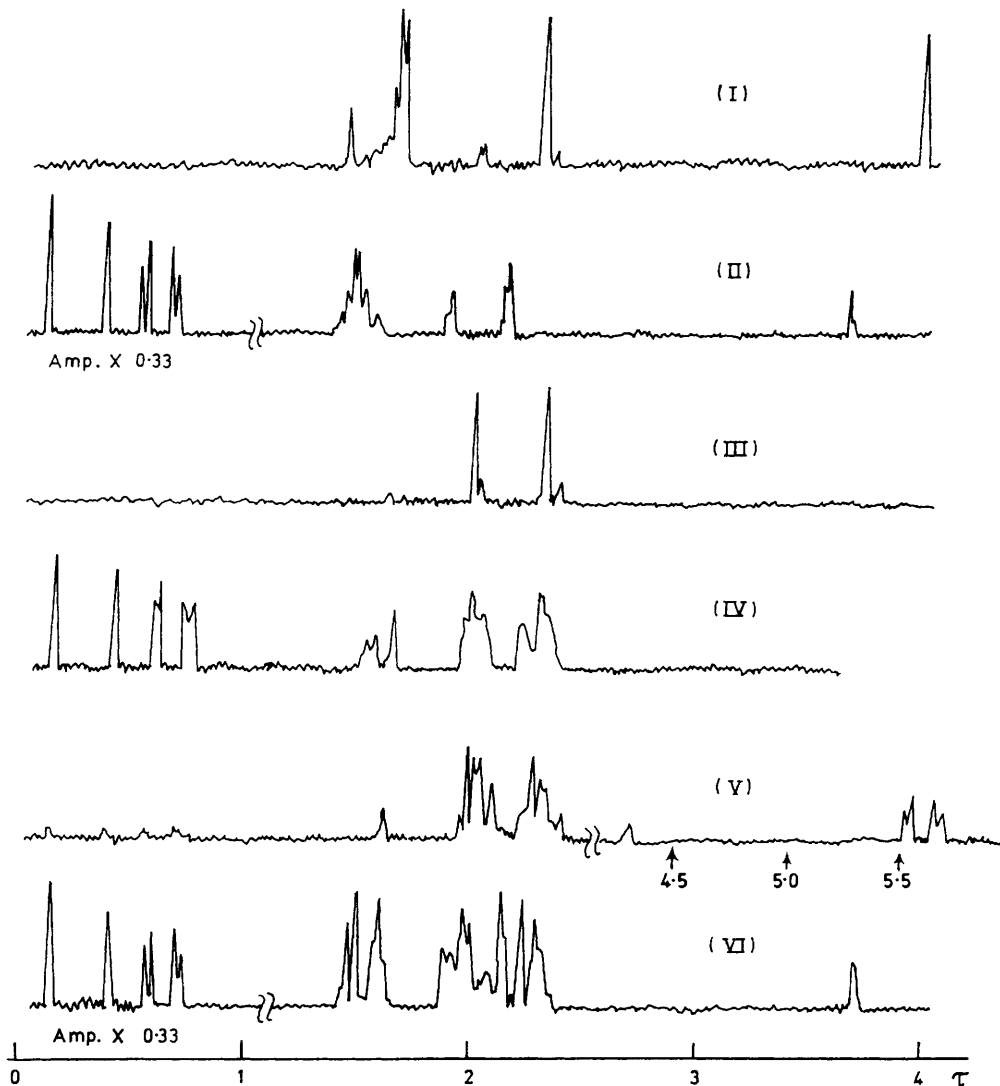 (I)
(II)
Amp. X 0·33
(III)
(IV)
(V)
4·5 5·0 5·5
(VI)
Amp. X 0·33
0 1 2 3 4 τ